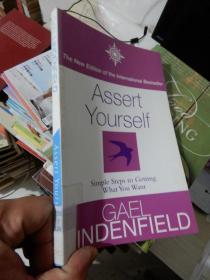 The New Edition of the International Bestseller
Assert
Yourself
Simple Steps to Getting
What You Want
GAEL
INDENFIELD